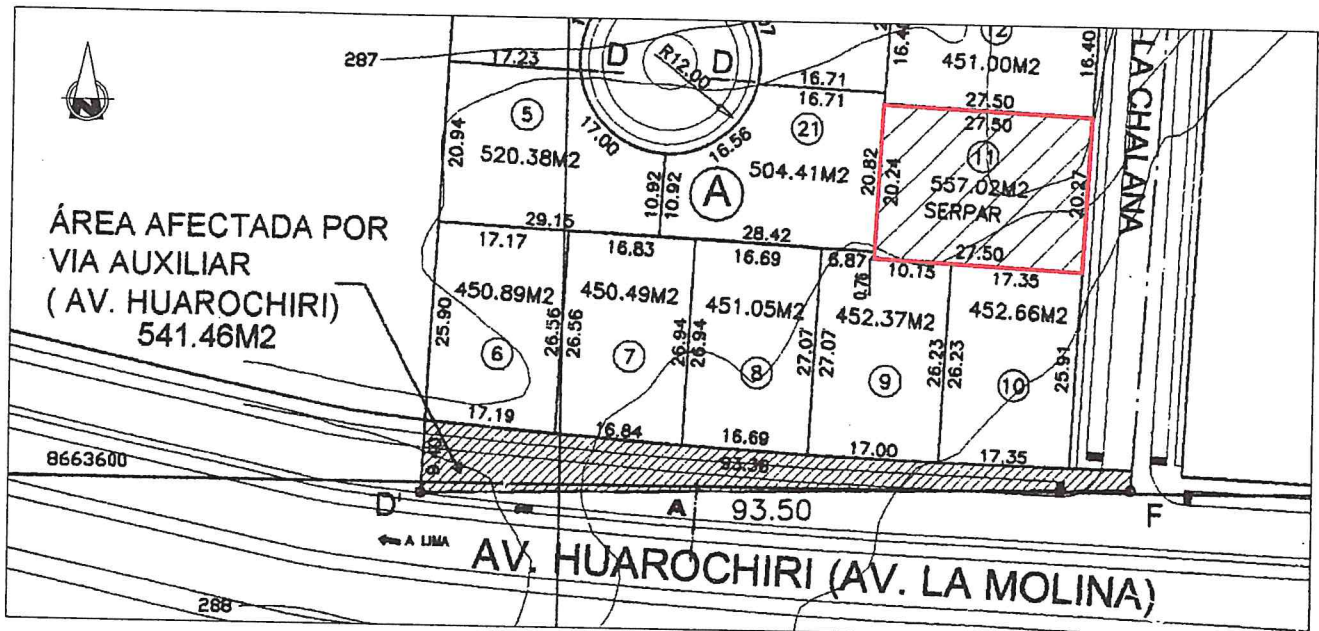 N
287
17.23
D
D
R12.00
16.71
16.71
16.40
12
451.00M2
16.40
27.50
27.50
LA CHALANA
5
520.38M2
20.94
17.00
16.56
10.92
10.92
21
504.41M2
A
20.82
20.24
11
557.02M2
SERPAR
20.27
27.50
ÁREA AFECTADA POR
VIA AUXILIAR
( AV. HUAROCHIRI)
541.46M2
29.15
17.17
16.83
28.42
16.69
6.87
0.76
10.15
17.35
25.90
450.89M2
26.56
26.56
450.49M2
26.94
26.94
451.05M2
27.07
27.07
452.37M2
26.23
26.23
452.66M2
25.91
6
7
8
9
10
17.19
16.84
16.69
17.00
17.35
8663600
93.38
D'
A
93.50
F
A LIMA
AV. HUAROCHIRI (AV. LA MOLINA)
288